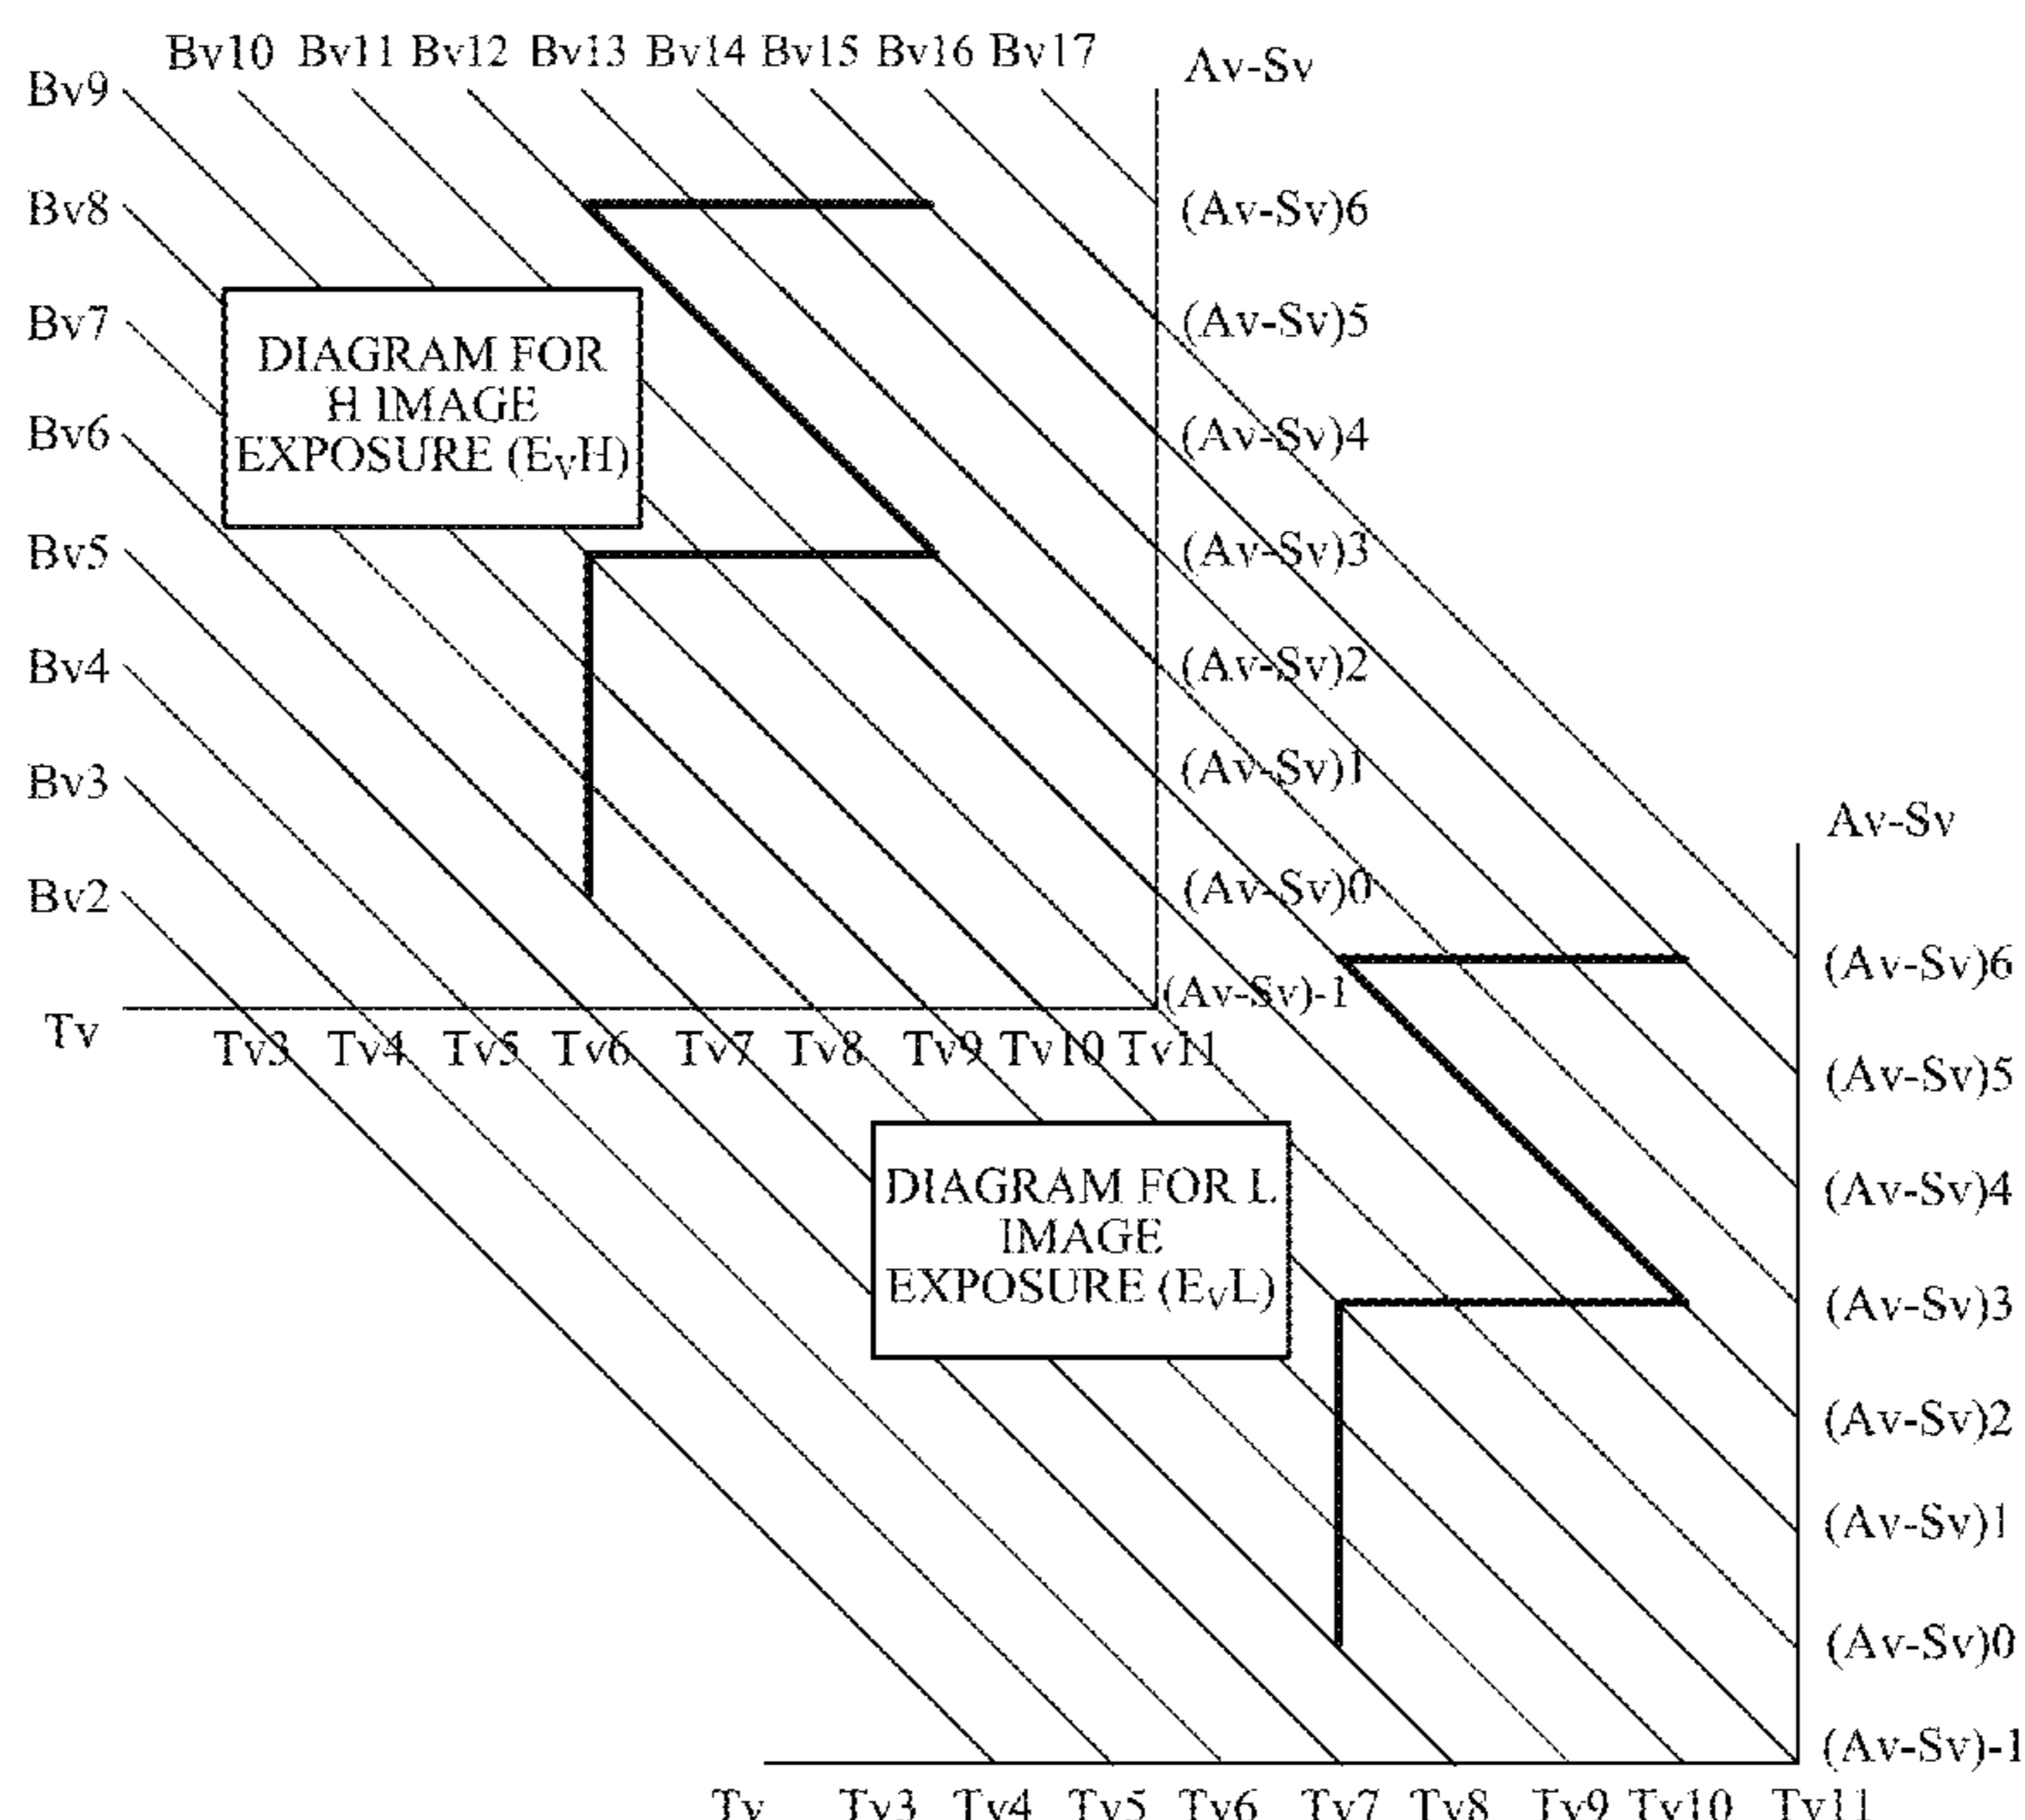 Bv10 Bv11 Bv12 Bv13 Bv14 Bv15 Bv16 Bv17
Av-Sv
Bv9
Bv8
Bv7
Bv6
Bv5
Bv4
Bv3
Bv2
DIAGRAM FOR
H IMAGE
EXPOSURE (EVH)
(Av-Sv)6
(Av-Sv)5
(Av-Sv)4
(Av-Sv)3
(Av-Sv)2
(Av-Sv)1
(Av-Sv)0
(Av-Sv)-1
Tv Tv3 Tv4 Tv5 Tv6 Tv7 Tv8 Tv9 Tv10 Tv11
DIAGRAM FOR L
IMAGE
EXPOSURE (EVL)
Av-Sv
(Av-Sv)6
(Av-Sv)5
(Av-Sv)4
(Av-Sv)3
(Av-Sv)2
(Av-Sv)1
(Av-Sv)0
(Av-Sv)-1
Tv Tv3 Tv4 Tv5 Tv6 Tv7 Tv8 Tv9 Tv10 Tv11